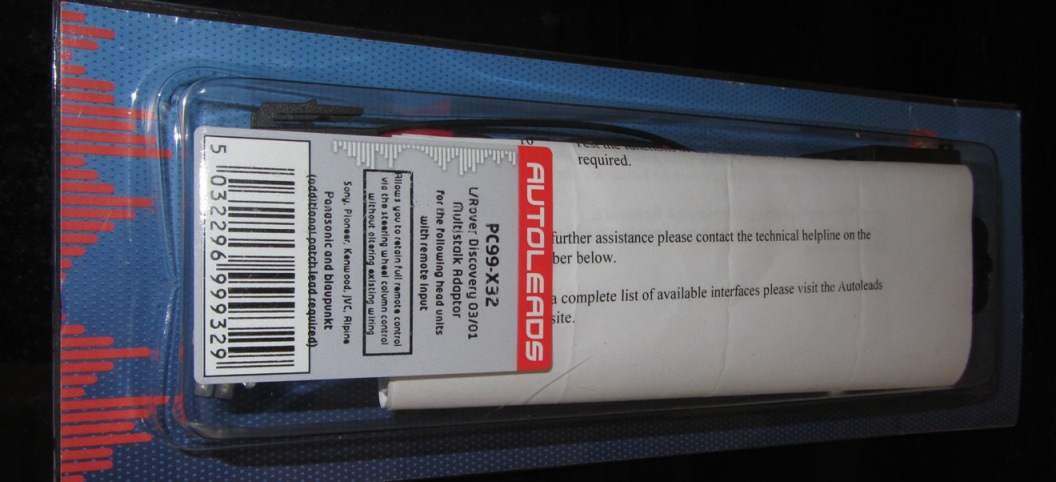 AUTOLEADS
PC99-X32
L/Rover Discovery 03/01
Multistalk Adaptor
for the following head units
with remote input
Allows you to retain full remote control
via the steering wheel column control
without altering existing wiring
Sony, Pioneer, Kenwood, JVC, Alpine
Panasonic and blaupunkt
(additional patch lead required)
5 032296 999329
required.
further assistance please contact the technical helpline on the
ber below.
a complete list of available interfaces please visit the Autoleads
site.